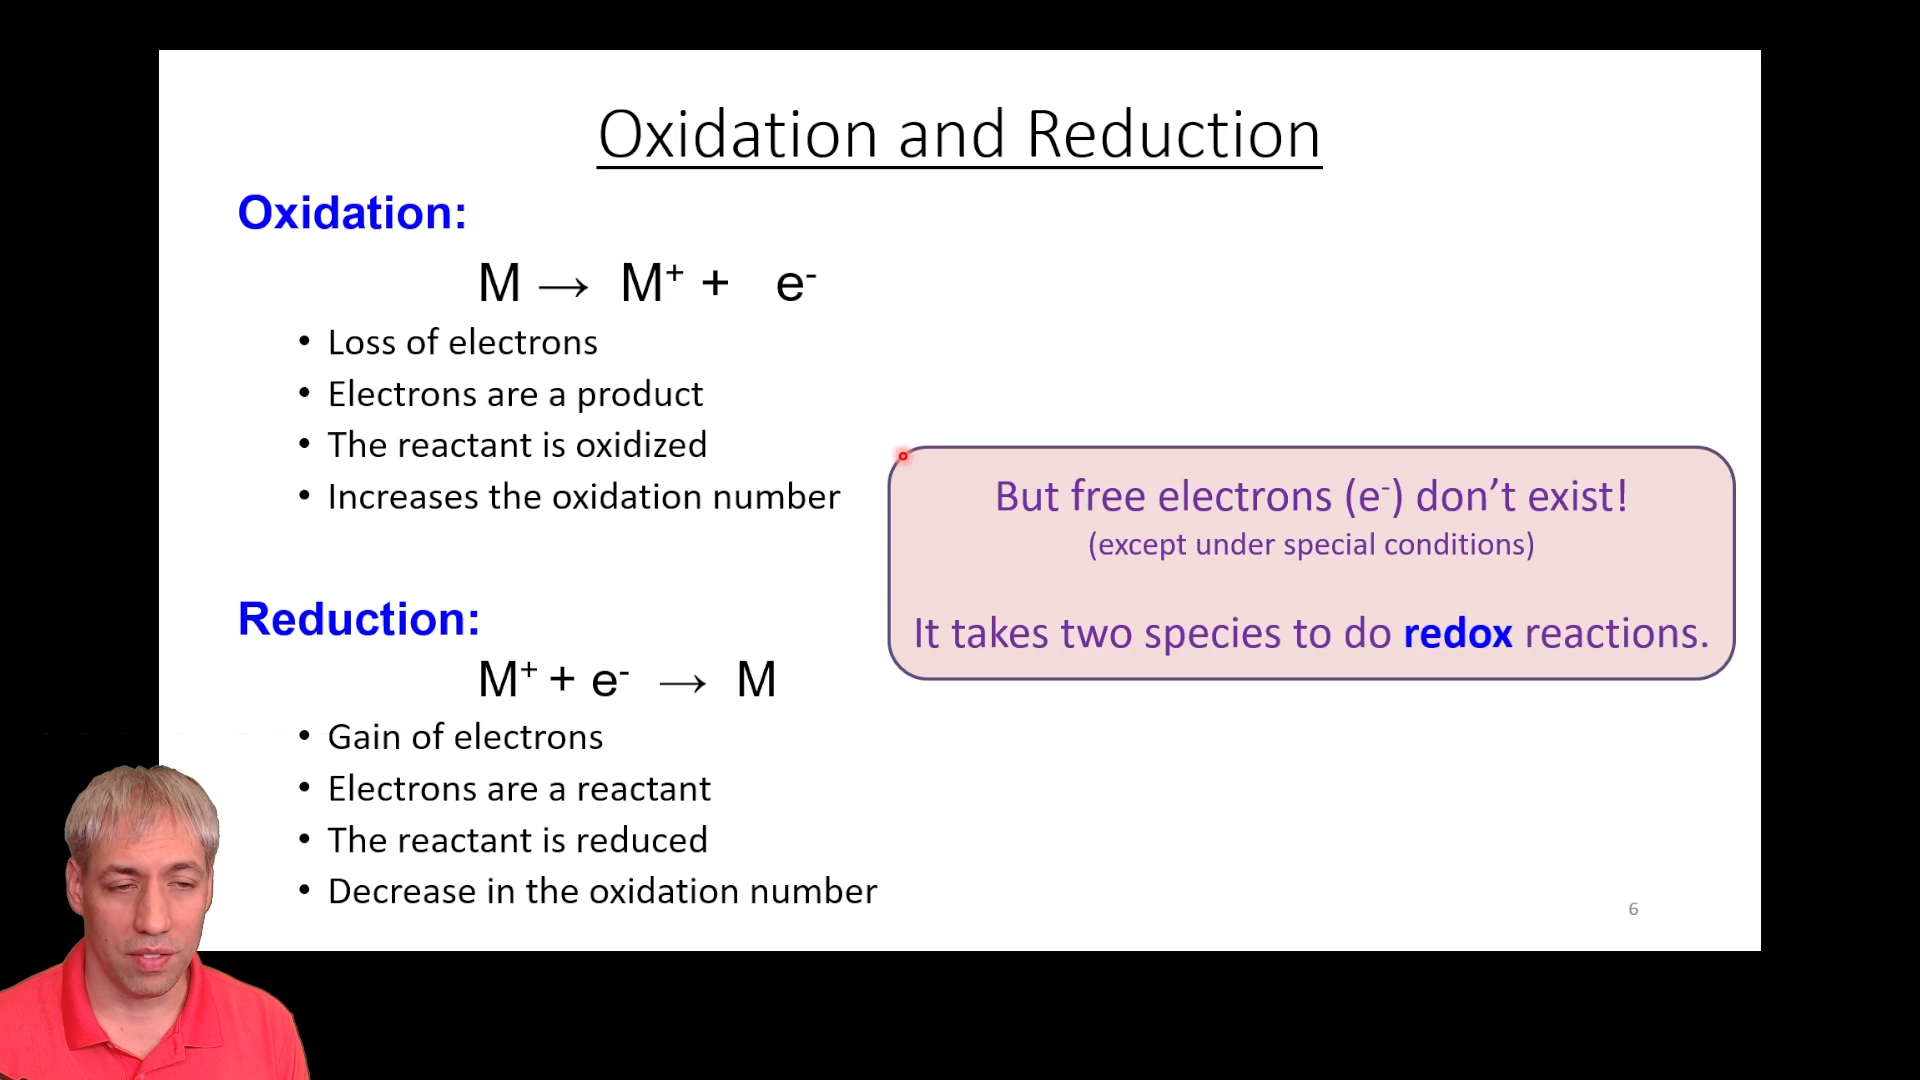 Oxidation and Reduction
Oxidation:
M → M⁺ + e⁻
• Loss of electrons
• Electrons are a product
• The reactant is oxidized
• Increases the oxidation number
But free electrons (e⁻) don’t exist!
(except under special conditions)
It takes two species to do redox reactions.
Reduction:
M⁺ + e⁻ → M
• Gain of electrons
• Electrons are a reactant
• The reactant is reduced
• Decrease in the oxidation number
6